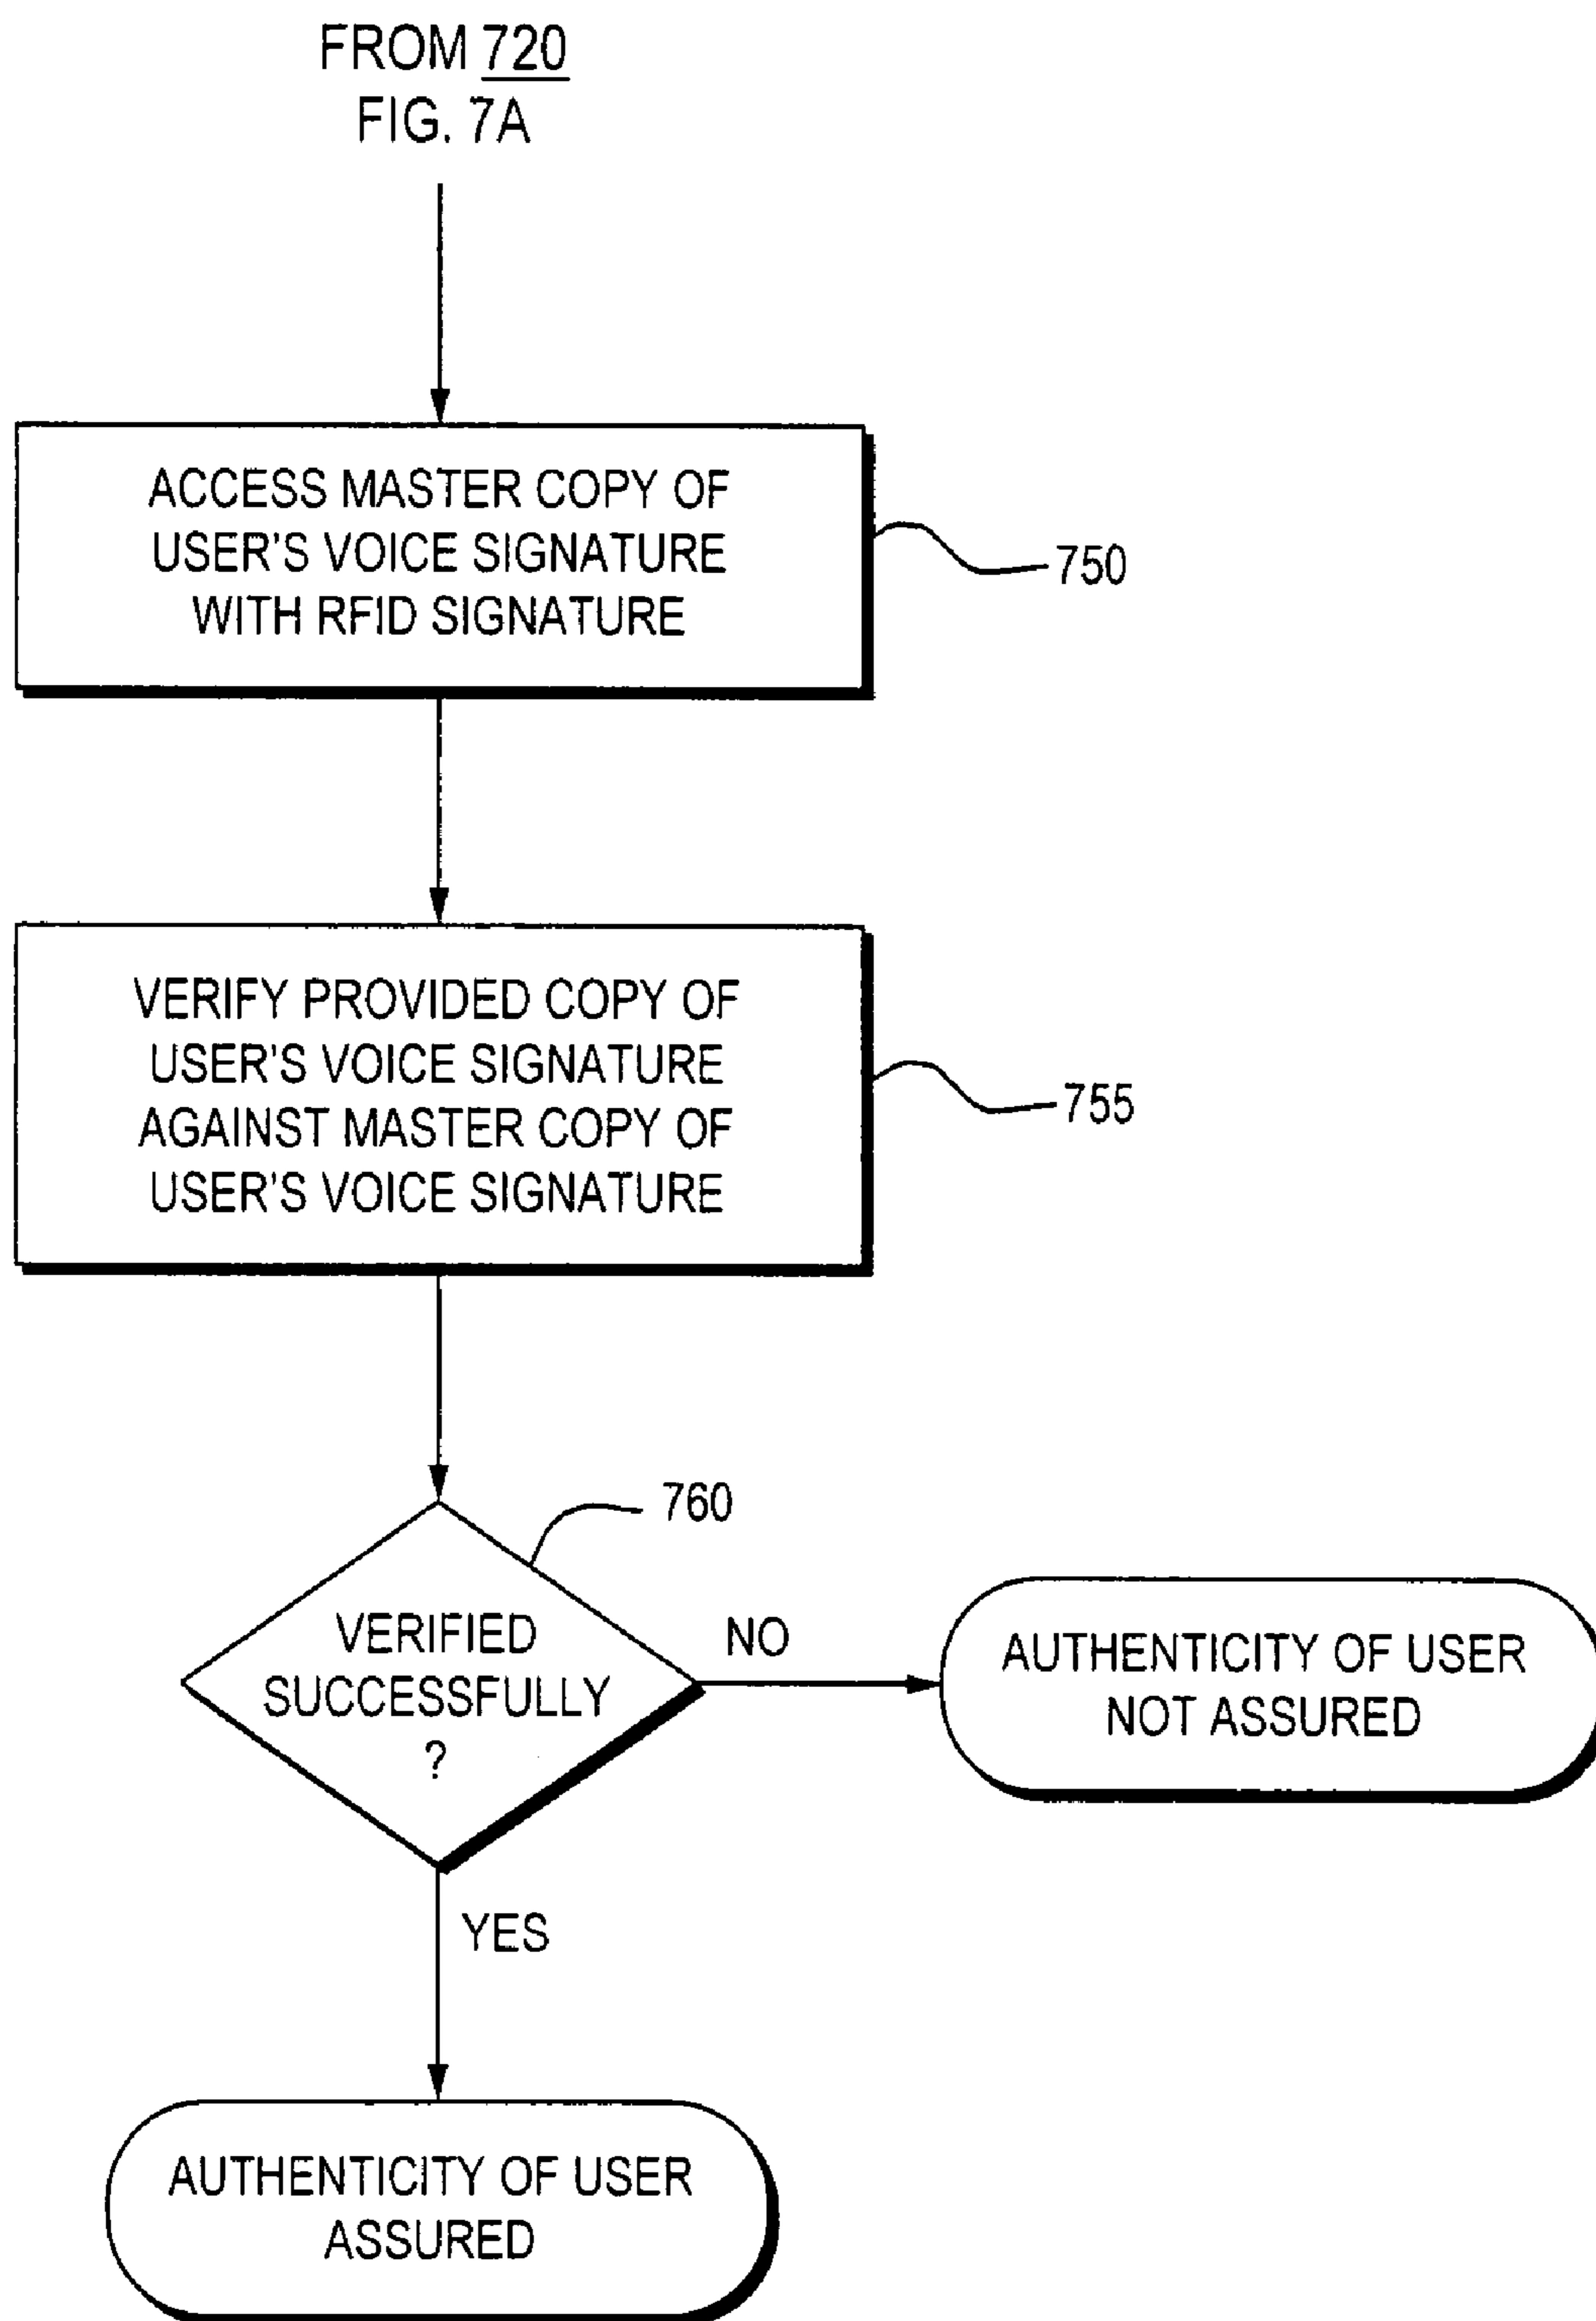 FROM 720
FIG. 7A
ACCESS MASTER COPY OF
USER'S VOICE SIGNATURE
WITH RFID SIGNATURE
750
VERIFY PROVIDED COPY OF
USER'S VOICE SIGNATURE
AGAINST MASTER COPY OF
USER'S VOICE SIGNATURE
755
760
VERIFIED
SUCCESSFULLY
?
NO
AUTHENTICITY OF USER
NOT ASSURED
YES
AUTHENTICITY OF USER
ASSURED